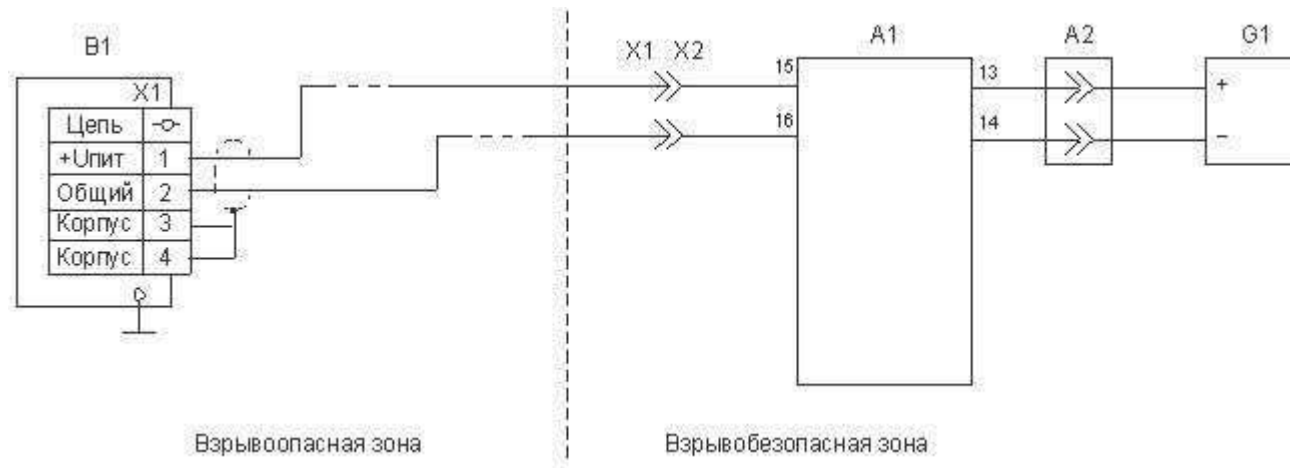 B1
X1
Цепь
+Uпит 1
Общий 2
Корпус 3
Корпус 4
X1 X2
A1
15
16
13
14
A2
G1
+
−
Взрывоопасная зона
Взрывобезопасная зона